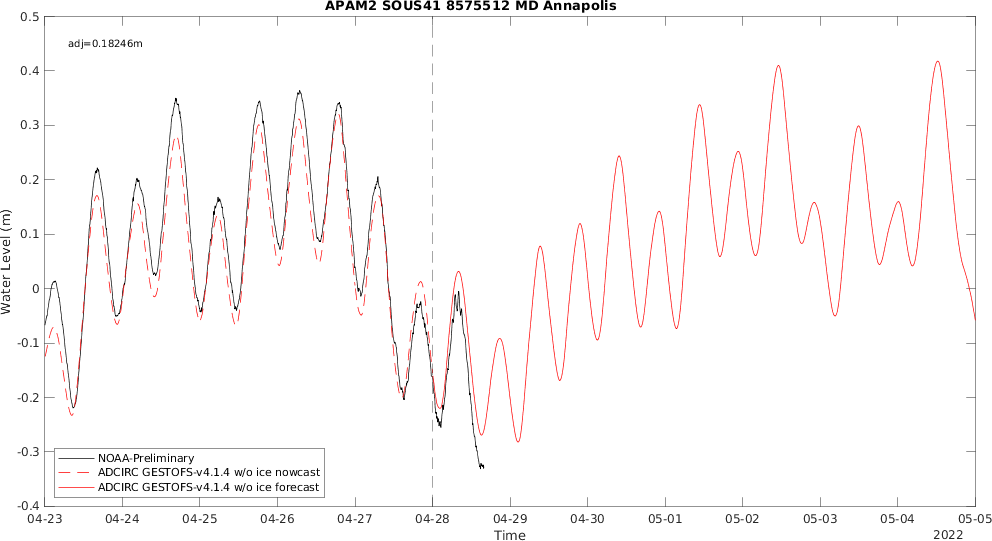 APAM2 SOUS41 8575512 MD Annapolis
adj=0.18246m
0.5
0.4
0.3
0.2
0.1
0
-0.1
-0.2
-0.3
-0.4
Water Level (m)
NOAA-Preliminary
ADCIRC GESTOFS-v4.1.4 w/o ice nowcast
ADCIRC GESTOFS-v4.1.4 w/o ice forecast
04-23 04-24 04-25 04-26 04-27 04-28 04-29 04-30 05-01 05-02 05-03 05-04 05-05
Time
2022